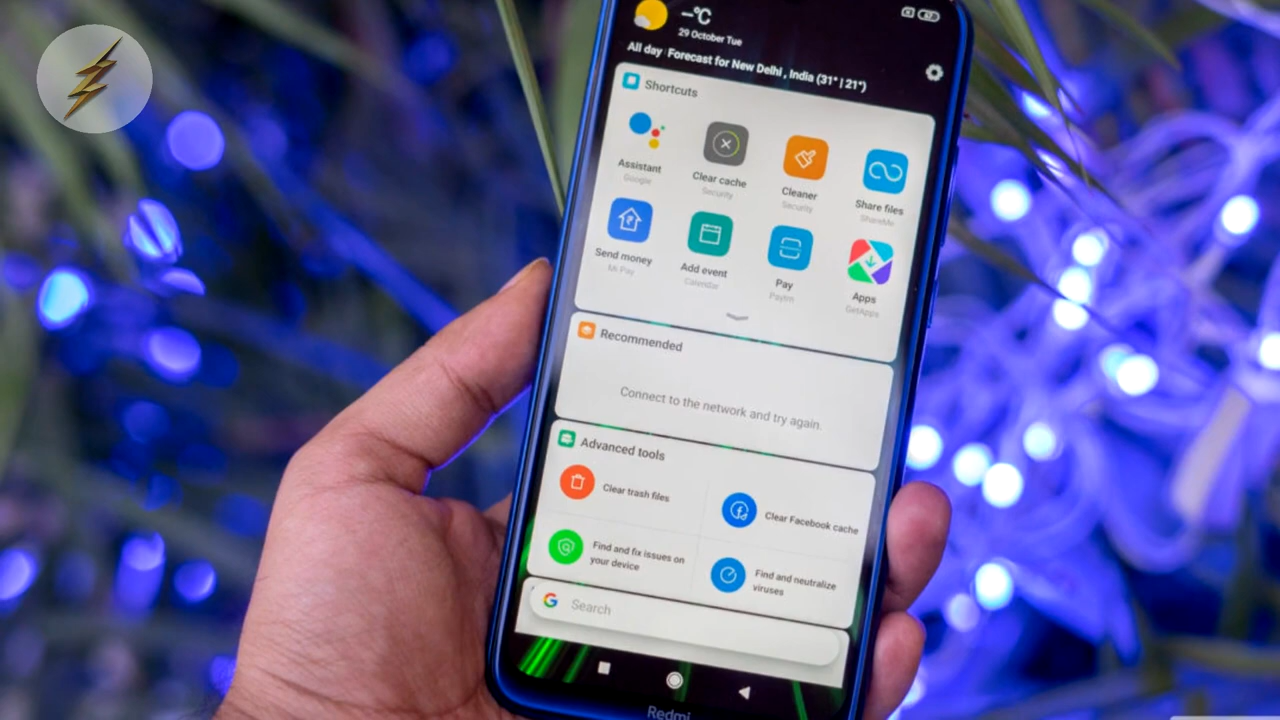 –°C
29 October Tue
All day Forecast for New Delhi , India (31° | 21°)
Shortcuts
Assistant
Google
Clear cache
Security
Cleaner
Security
Share files
ShareMe
Send money
Mi Pay
Add event
Calendar
Pay
Paytm
Apps
GetApps
Recommended
Connect to the network and try again.
Advanced tools
Clear trash files
Clear Facebook cache
Find and fix issues on
your device
Find and neutralize
viruses
Search
Redmi